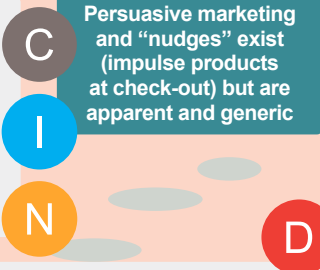 Persuasive marketing
and “nudges” exist
(impulse products
at check-out) but are
apparent and generic
C
I
N
D